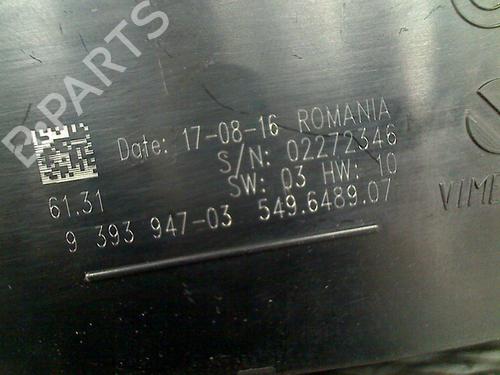 B-PARTS
Date: 17-08-16 ROMANIA
S/N: 02272346
SW: 03 HW: 10
61.31
9 393 947-03 549.6489.07